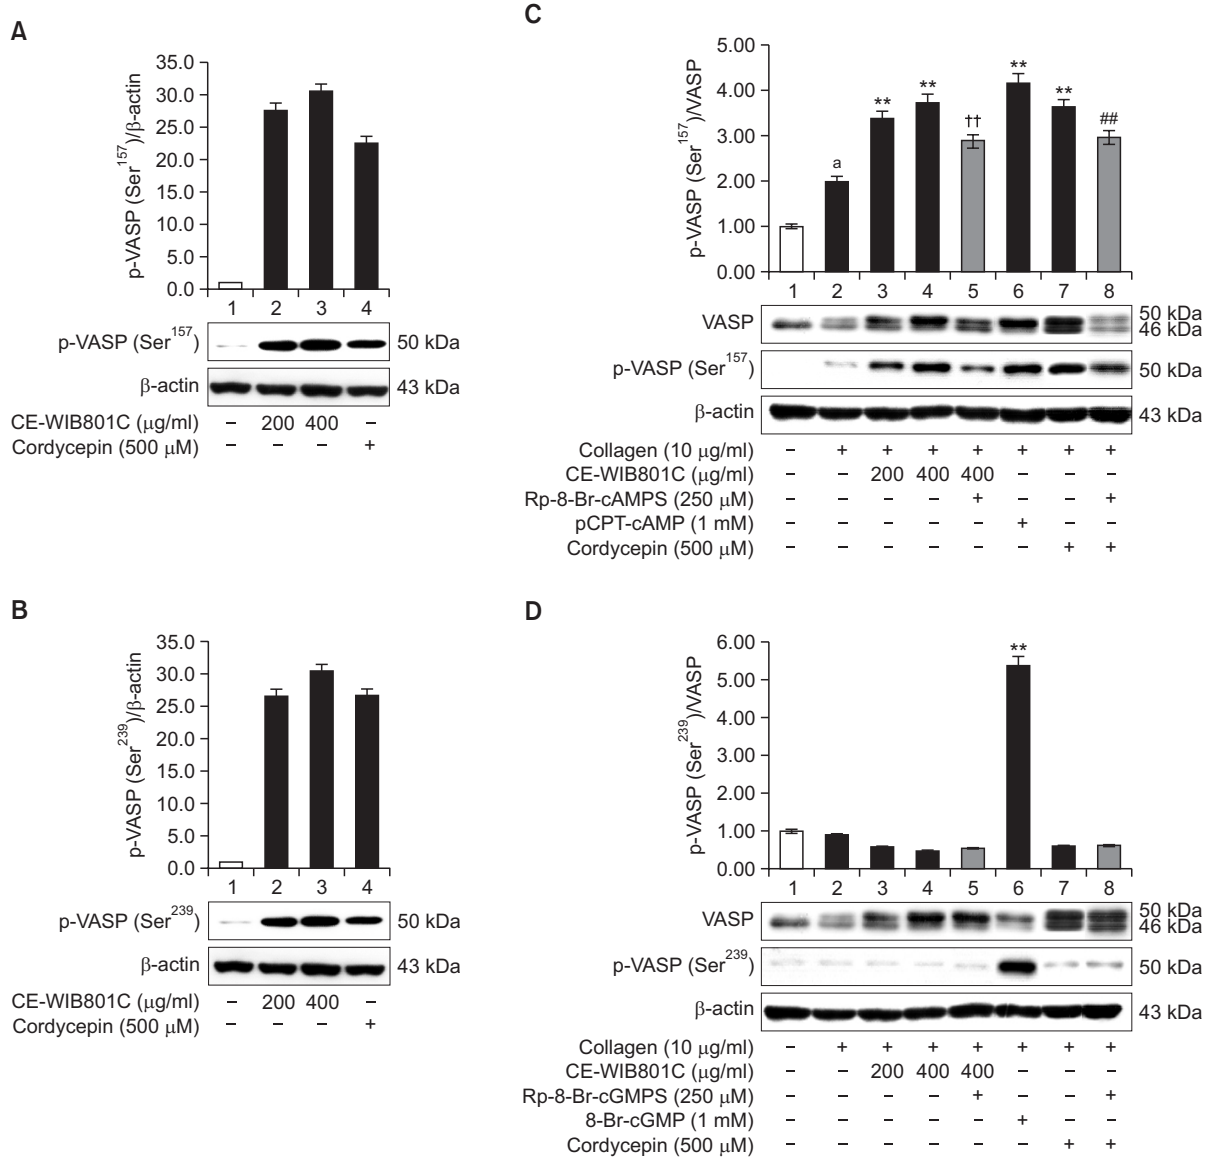 A
35.0
30.0
25.0
20.0
15.0
10.0
5.0
0.0
p-VASP (Ser157)/β-actin
1 2 3 4
p-VASP (Ser157) 50 kDa
β-actin 43 kDa
CE-WIB801C (μg/ml) – 200 400 –
Cordycepin (500 μM) – – – +
B
35.0
30.0
25.0
20.0
15.0
10.0
5.0
0.0
p-VASP (Ser239)/β-actin
1 2 3 4
p-VASP (Ser239) 50 kDa
β-actin 43 kDa
CE-WIB801C (μg/ml) – 200 400 –
Cordycepin (500 μM) – – – +
C
5.00
4.00
3.00
2.00
1.00
0.00
p-VASP (Ser157)/VASP
a ** ** †† ** ** ##
1 2 3 4 5 6 7 8
VASP 50 kDa
46 kDa
p-VASP (Ser157) 50 kDa
β-actin 43 kDa
Collagen (10 μg/ml) – + + + + + + +
CE-WIB801C (μg/ml) – – 200 400 400 – – –
Rp-8-Br-cAMPS (250 μM) – – – – + – – +
pCPT-cAMP (1 mM) – – – – – + – –
Cordycepin (500 μM) – – – – – – + +
D
6.00
5.00
4.00
3.00
2.00
1.00
0.00
p-VASP (Ser239)/VASP
**
1 2 3 4 5 6 7 8
VASP 50 kDa
46 kDa
p-VASP (Ser239) 50 kDa
β-actin 43 kDa
Collagen (10 μg/ml) – + + + + + + +
CE-WIB801C (μg/ml) – – 200 400 400 – – –
Rp-8-Br-cGMPS (250 μM) – – – – + – – +
8-Br-cGMP (1 mM) – – – – – + – –
Cordycepin (500 μM) – – – – – – + +